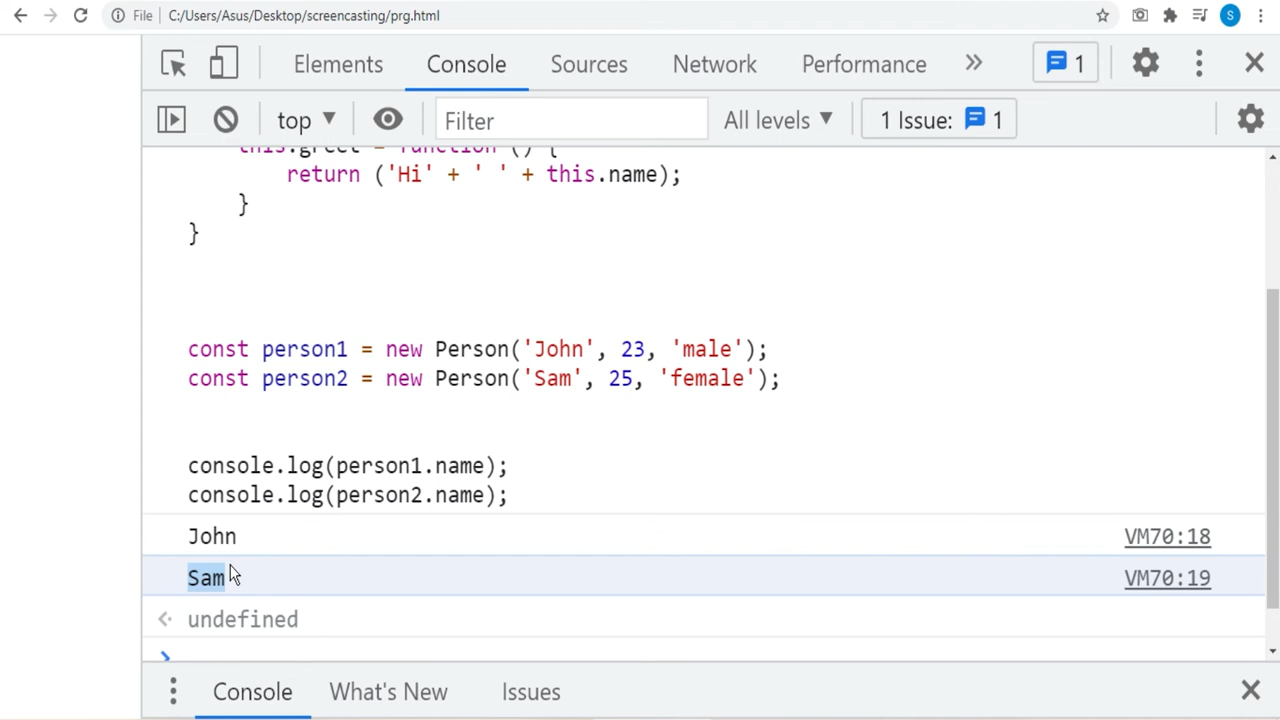 File C:/Users/Asus/Desktop/screencasting/prg.html S
Elements Console Sources Network Performance 1
top Filter All levels 1 Issue: 1
this.greet = function () {
return ('Hi' + ' ' + this.name);
}
}
const person1 = new Person('John', 23, 'male');
const person2 = new Person('Sam', 25, 'female');
console.log(person1.name);
console.log(person2.name);
John VM70:18
Sam VM70:19
undefined
Console What's New Issues